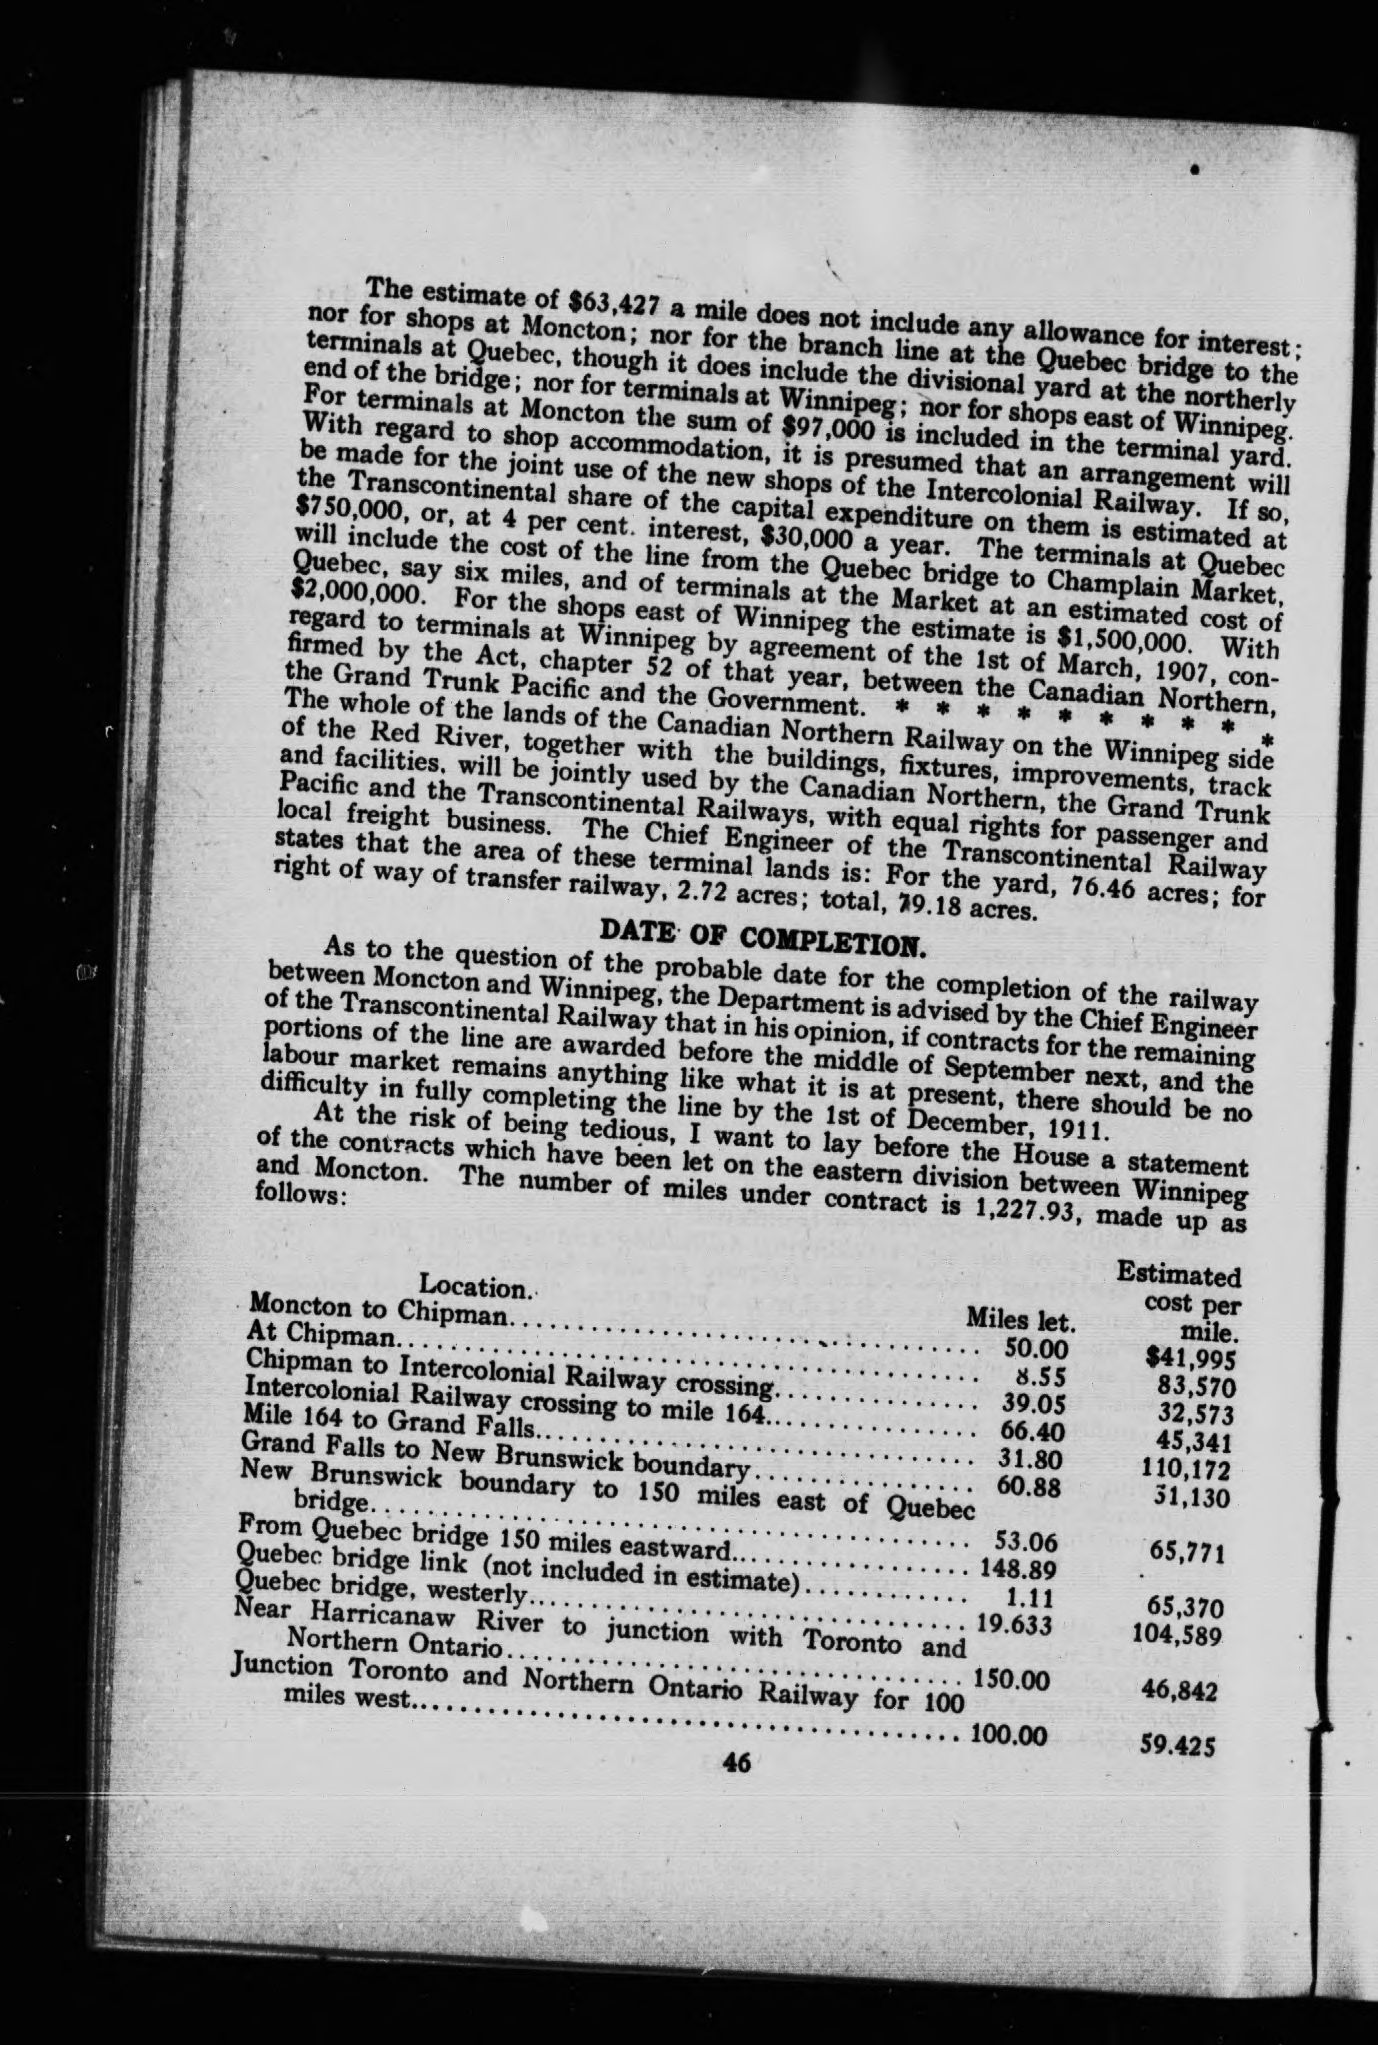 The estimate of $63,427 a mile does not include any allowance for interest;
nor for shops at Moncton; nor for the branch line at the Quebec bridge to the
terminals at Quebec, though it does include the divisional yard at the northerly
end of the bridge; nor for terminals at Winnipeg; nor for shops east of Winnipeg.
For terminals at Moncton the sum of $97,000 is included in the terminal yard.
With regard to shop accommodation, it is presumed that an arrangement will
be made for the joint use of the new shops of the Intercolonial Railway. If so,
the Transcontinental share of the capital expenditure on them is estimated at
$750,000, or, at 4 per cent. interest, $30,000 a year. The terminals at Quebec
will include the cost of the line from the Quebec bridge to Champlain Market,
Quebec, say six miles, and of terminals at the Market at an estimated cost of
$2,000,000. For the shops east of Winnipeg the estimate is $1,500,000. With
regard to terminals at Winnipeg by agreement of the 1st of March, 1907, con-
firmed by the Act, chapter 52 of that year, between the Canadian Northern,
the Grand Trunk Pacific and the Government. * * * * * * * * * *
The whole of the lands of the Canadian Northern Railway on the Winnipeg side
of the Red River, together with the buildings, fixtures, improvements, track
and facilities, will be jointly used by the Canadian Northern, the Grand Trunk
Pacific and the Transcontinental Railways, with equal rights for passenger and
local freight business. The Chief Engineer of the Transcontinental Railway
states that the area of these terminal lands is: For the yard, 76.46 acres; for
right of way of transfer railway, 2.72 acres; total, 79.18 acres.
DATE OF COMPLETION.
As to the question of the probable date for the completion of the railway
between Moncton and Winnipeg, the Department is advised by the Chief Engineer
of the Transcontinental Railway that in his opinion, if contracts for the remaining
portions of the line are awarded before the middle of September next, and the
labour market remains anything like what it is at present, there should be no
difficulty in fully completing the line by the 1st of December, 1911.
At the risk of being tedious, I want to lay before the House a statement
of the contracts which have been let on the eastern division between Winnipeg
and Moncton. The number of miles under contract is 1,227.93, made up as
follows:
Estimated
cost per
Location. Miles let. mile.
Moncton to Chipman 50.00 $41,995
At Chipman 8.55 83,570
Chipman to Intercolonial Railway crossing 39.05 32,573
Intercolonial Railway crossing to mile 164 66.40 45,341
Mile 164 to Grand Falls 31.80 110,172
Grand Falls to New Brunswick boundary 60.88 31,130
New Brunswick boundary to 150 miles east of Quebec
bridge 53.06 65,771
From Quebec bridge 150 miles eastward 148.89
Quebec bridge link (not included in estimate) 1.11 65,370
Quebec bridge, westerly 19.633 104,589
Near Harricanaw River to junction with Toronto and
Northern Ontario 150.00 46,842
Junction Toronto and Northern Ontario Railway for 100
miles west 100.00 59.425
46